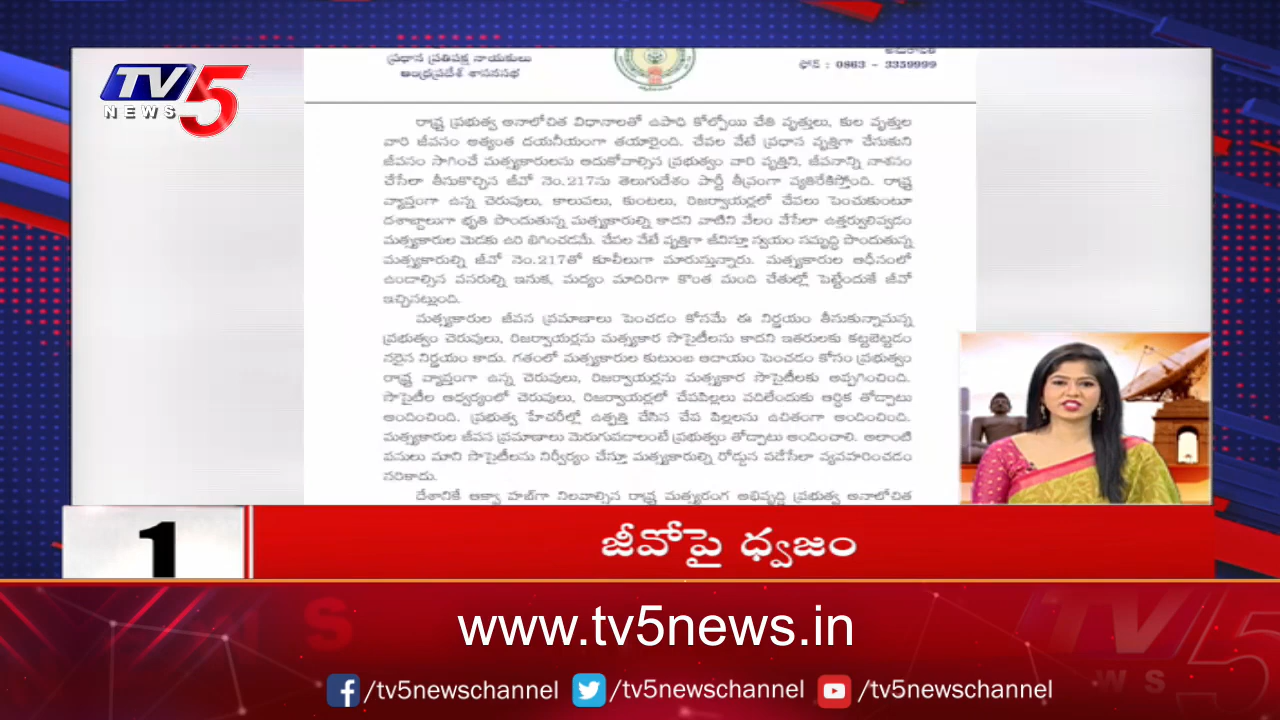 TV5
NEWS
ప్రధాన ప్రతిపక్ష నాయకులు
ఆంధ్రప్రదేశ్ శాసనసభ
అమరావతి
ఫోన్ : 0863 - 3359999
రాష్ట్ర ప్రభుత్వ అనాలోచిత విధానాలతో ఉపాధి కోల్పోయి చేతి వృత్తులు, కుల వృత్తుల
వారి జీవనం అత్యంత దయనీయంగా తయారైంది. చేపల వేటే ప్రధాన వృత్తిగా చేసుకుని
జీవనం సాగించే మత్స్యకారులను ఆదుకోవాల్సిన ప్రభుత్వం వారి వృత్తిని, జీవనాన్ని నాశనం
చేసేలా తీసుకొచ్చిన జీవో నెం.217ను తెలుగుదేశం పార్టీ తీవ్రంగా వ్యతిరేకిస్తోంది. రాష్ట్ర
వ్యాప్తంగా ఉన్న చెరువులు, కాలువలు, కుంటలు, రిజర్వాయర్లలో చేపలు పెంచుకుంటూ
దశాబ్దాలుగా భృతి పొందుతున్న మత్స్యకారుల్ని కాదని వాటిని వేలం వేసేలా ఉత్తర్వులివ్వడం
మత్స్యకారుల మెడకు ఉరి బిగించడమే. చేపల వేటే వృత్తిగా జీవిస్తూ స్వయం సమృద్ధి పొందుతున్న
మత్స్యకారుల్ని జీవో నెం.217తో కూలీలుగా మారుస్తున్నారు. మత్స్యకారుల ఆధీనంలో
ఉండాల్సిన వనరుల్ని ఇసుక, మద్యం మాదిరిగా కొంత మంది చేతుల్లో పెట్టేందుకే జీవో
ఇచ్చినట్లుంది.
మత్స్యకారుల జీవన ప్రమాణాలు పెంచడం కోసమే ఈ నిర్ణయం తీసుకున్నామన్న
ప్రభుత్వం చెరువులు, రిజర్వాయర్లను మత్స్యకార సొసైటీలను కాదని ఇతరులకు కట్టబెట్టడం
సరైన నిర్ణయం కాదు. గతంలో మత్స్యకారుల కుటుంబ ఆదాయం పెంచడం కోసం ప్రభుత్వం
రాష్ట్ర వ్యాప్తంగా ఉన్న చెరువులు, రిజర్వాయర్లను మత్స్యకార సొసైటీలకు అప్పగించింది.
సొసైటీల ఆధ్వర్యంలో చెరువులు, రిజర్వాయర్లలో చేపపిల్లలు వదిలేందుకు ఆర్థిక తోడ్పాటు
అందించింది. ప్రభుత్వ హేచరీల్లో ఉత్పత్తి చేసిన చేప పిల్లలను ఉచితంగా అందించింది.
మత్స్యకారుల జీవన ప్రమాణాలు మెరుగుపడాలంటే ప్రభుత్వం తోడ్పాటు అందించాలి. అలాంటి
పనులు మాని సొసైటీలను నిర్వీర్యం చేస్తూ మత్స్యకారుల్ని రోడ్డున పడేసేలా వ్యవహరించడం
సరికాదు.
దేశానికే ఆక్వా హబ్‌గా నిలవాల్సిన రాష్ట్ర మత్స్యరంగ అభివృద్ధి ప్రభుత్వ అనాలోచిత
1
జీవోపై ధ్వజం
www.tv5news.in
/tv5newschannel /tv5newschannel /tv5newschannel